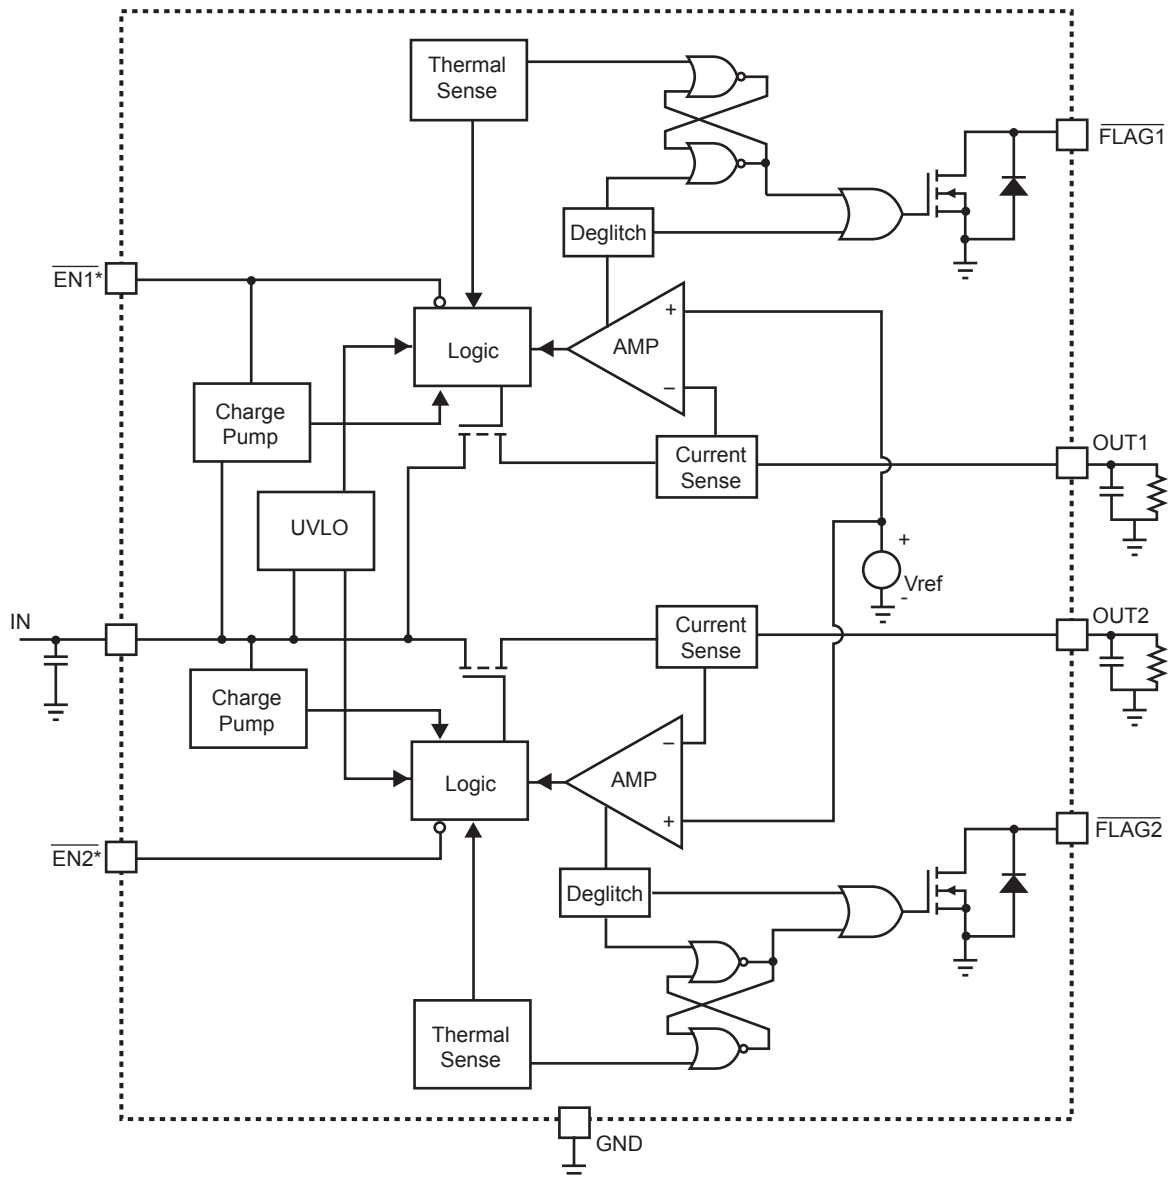 Thermal
Sense
FLAG1
Deglitch
EN1*
+
AMP
Logic
−
Charge
Pump
OUT1
Current
Sense
UVLO
+
Vref
-
IN
OUT2
Current
Sense
Charge
Pump
−
AMP
Logic
+
FLAG2
EN2*
Deglitch
Thermal
Sense
GND